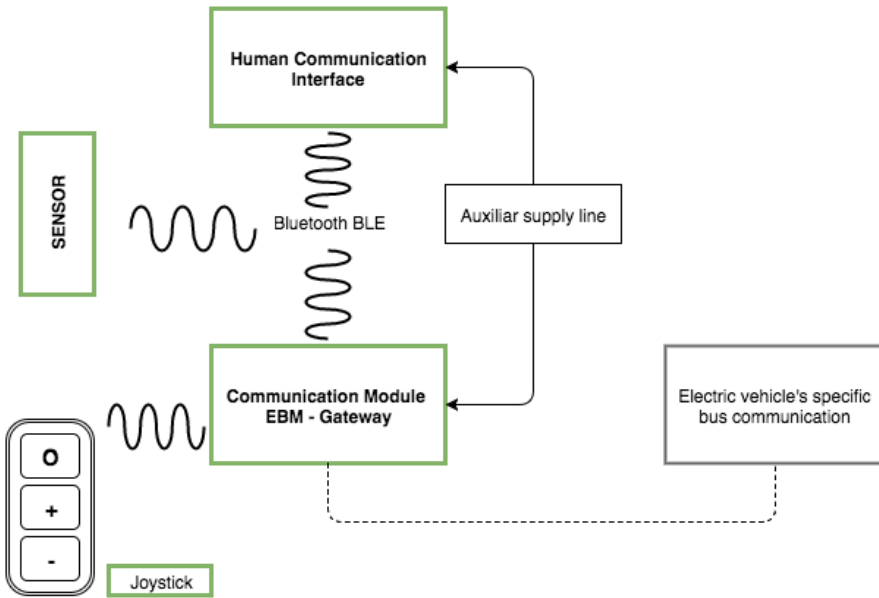 Human Communication
Interface
SENSOR
Bluetooth BLE
Auxiliar supply line
Communication Module
EBM - Gateway
Electric vehicle's specific
bus communication
O
+
-
Joystick